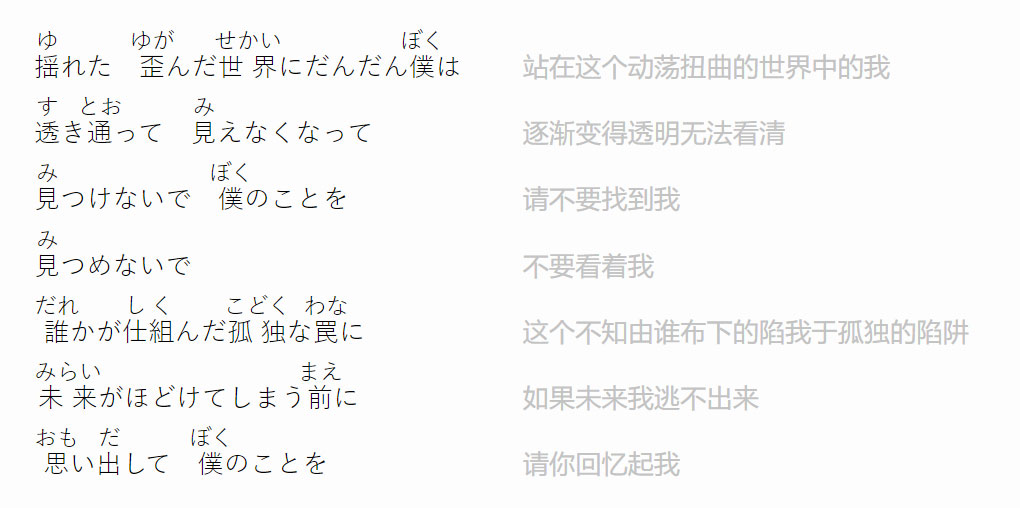 ゆ ゆが せかい ぼく
揺れた 歪んだ世界にだんだん僕は 站在这个动荡扭曲的世界中的我
す とお み
透き通って 見えなくなって 逐渐变得透明无法看清
み ぼく
見つけないで 僕のことを 请不要找到我
み
見つめないで 不要看着我
だれ しく こどく わな
誰かが仕組んだ孤独な罠に 这个不知由谁布下的陷我于孤独的陷阱
みらい まえ
未来がほどけてしまう前に 如果未来我逃不出来
おも だ ぼく
思い出して 僕のことを 请你回忆起我